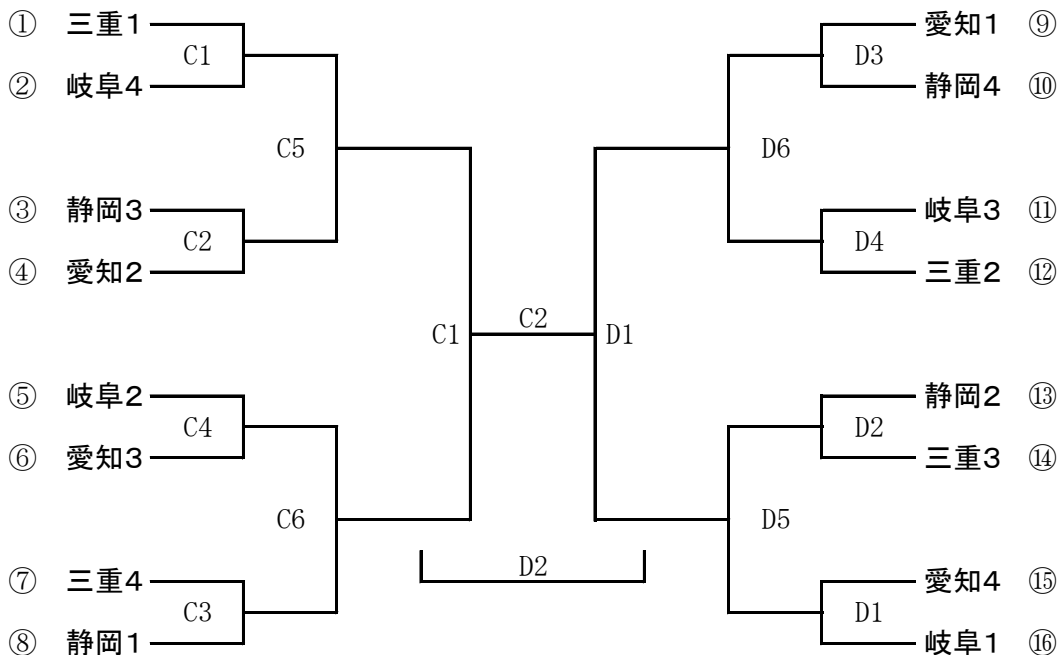 ① 三重1
C1
② 岐阜4
C5
③ 静岡3
C2
④ 愛知2
C1
⑤ 岐阜2
C4
⑥ 愛知3
C6
⑦ 三重4
C3
⑧ 静岡1
C2
D2
愛知1 ⑨
D3
静岡4 ⑩
D6
岐阜3 ⑪
D4
三重2 ⑫
D1
静岡2 ⑬
D2
三重3 ⑭
D5
愛知4 ⑮
D1
岐阜1 ⑯